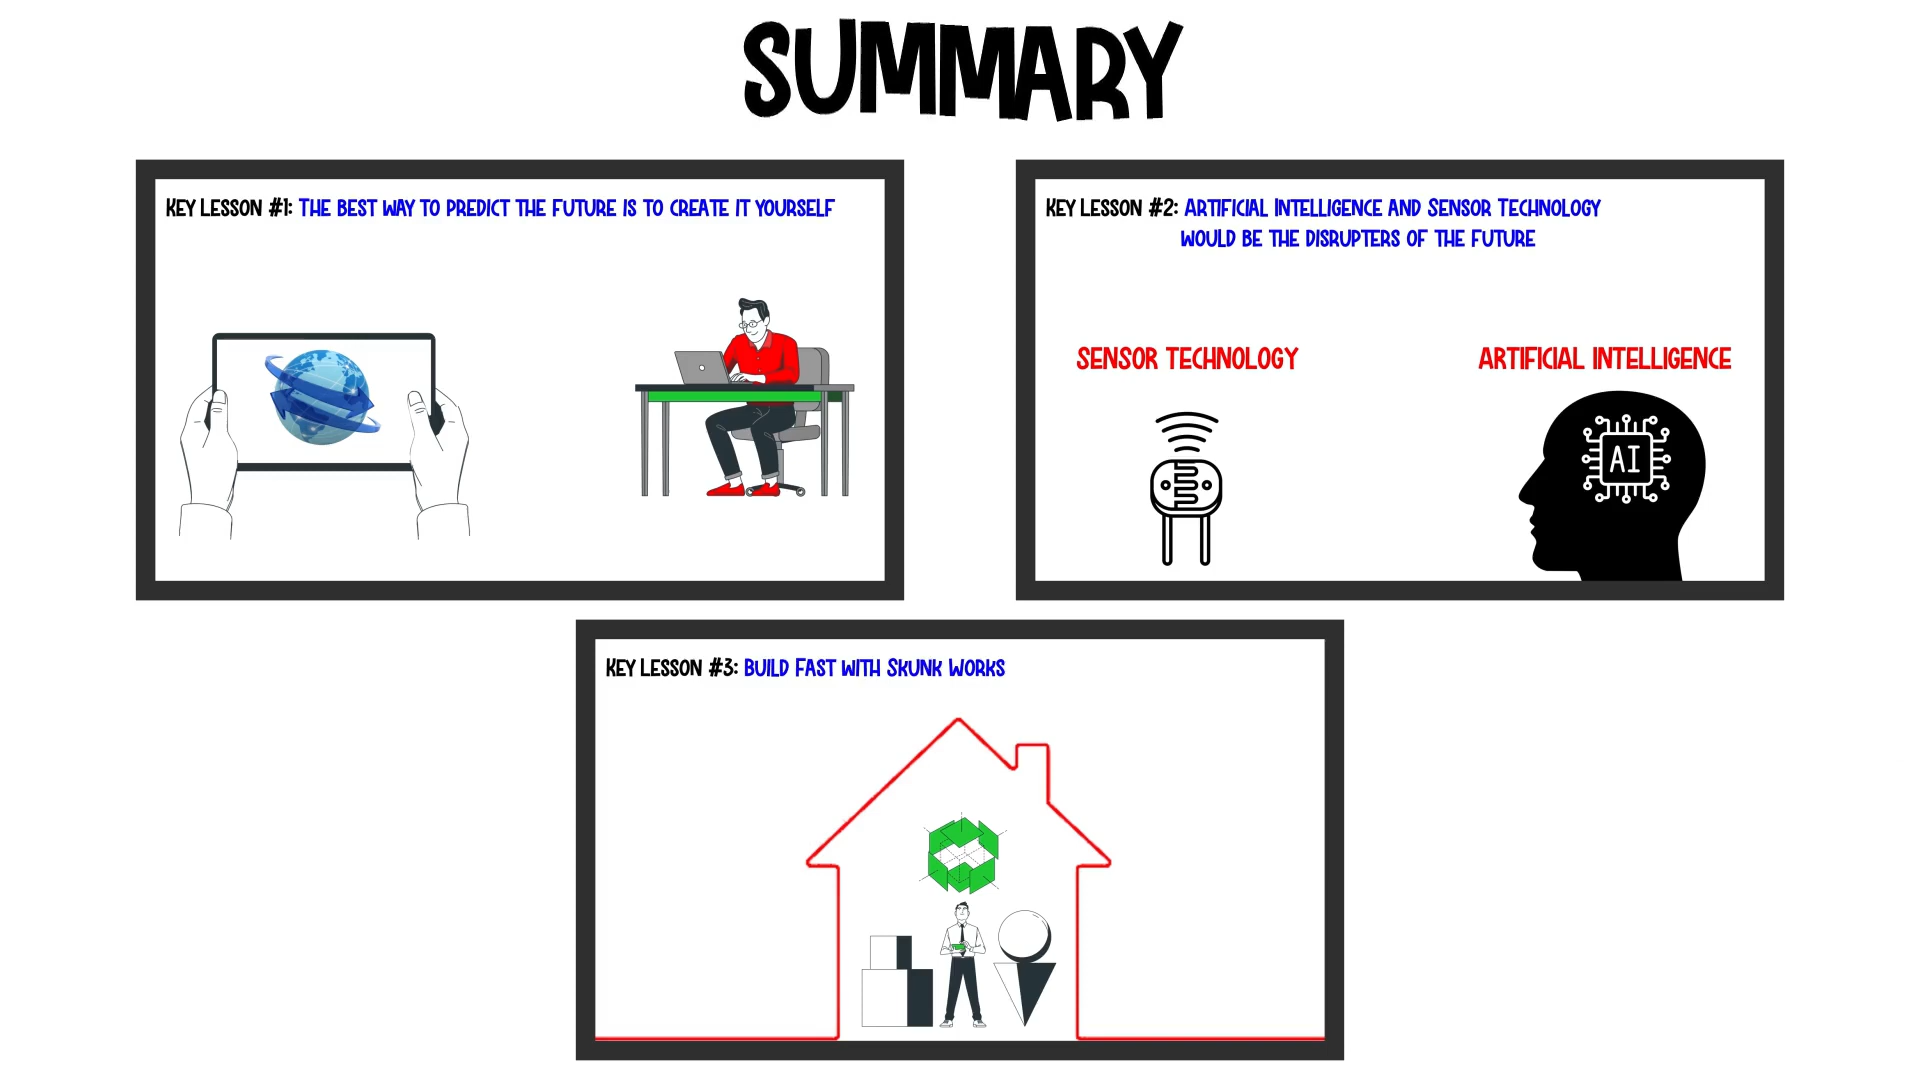 SUMMARY
KEY LESSON #1: THE BEST WAY TO PREDICT THE FUTURE IS TO CREATE IT YOURSELF
KEY LESSON #2: ARTIFICIAL INTELLIGENCE AND SENSOR TECHNOLOGY
WOULD BE THE DISRUPTERS OF THE FUTURE
SENSOR TECHNOLOGY
ARTIFICIAL INTELLIGENCE
AI
KEY LESSON #3: BUILD FAST WITH SKUNK WORKS